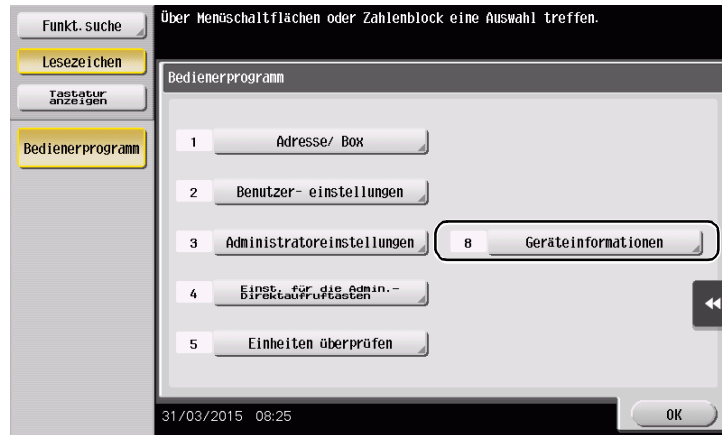 Über Menüschaltflächen oder Zahlenblock eine Auswahl treffen.
Funkt.suche
Lesezeichen
Tastatur
anzeigen
Bedienerprogramm
Bedienerprogramm
1 Adresse/ Box
2 Benutzer- einstellungen
3 Administratoreinstellungen
8 Geräteinformationen
4 Einst. für die Admin.-
Direktaufruftasten
5 Einheiten überprüfen
31/03/2015 08:25
OK